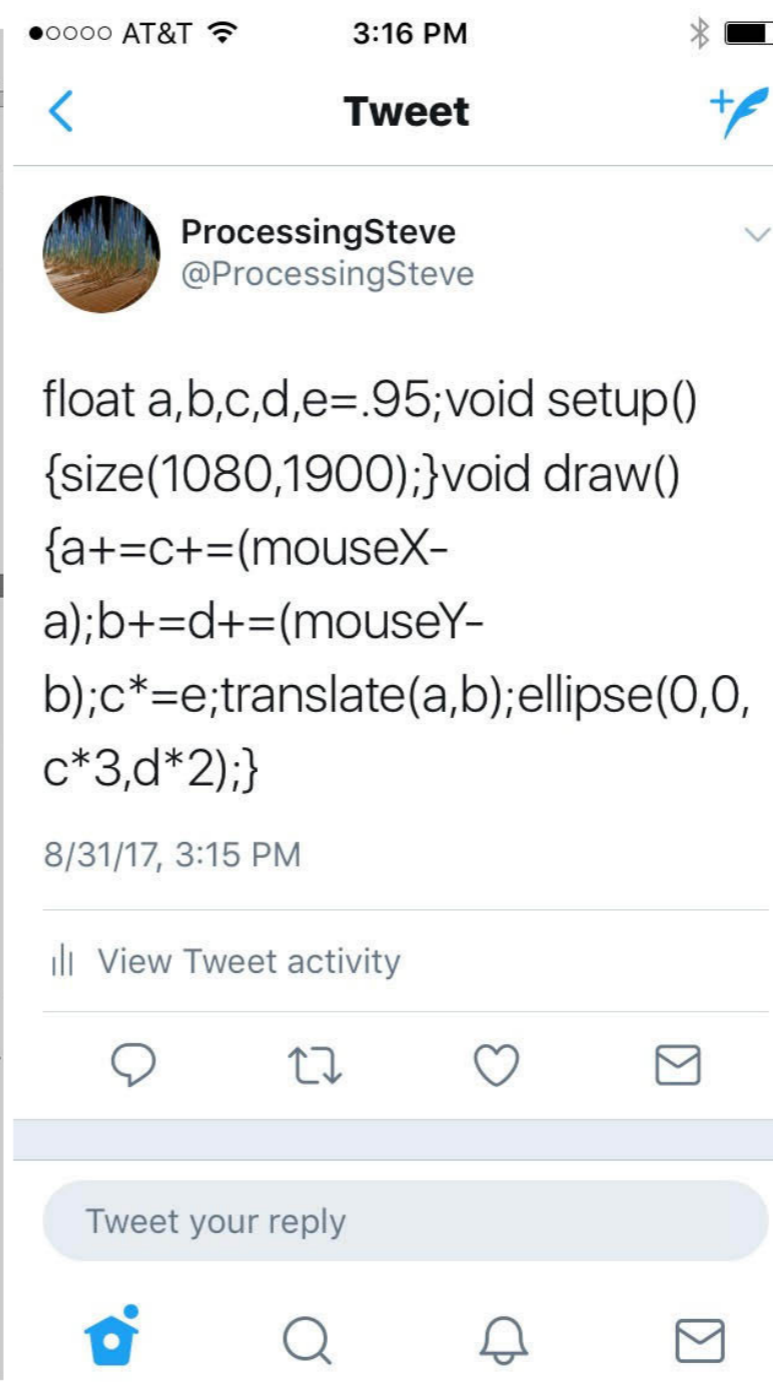 AT&T 3:16 PM
Tweet
ProcessingSteve
@ProcessingSteve
float a,b,c,d,e=.95;void setup()
{size(1080,1900);}void draw()
{a+=c+=(mouseX-
a);b+=d+=(mouseY-
b);c*=e;translate(a,b);ellipse(0,0,
c*3,d*2);}
8/31/17, 3:15 PM
View Tweet activity
Tweet your reply